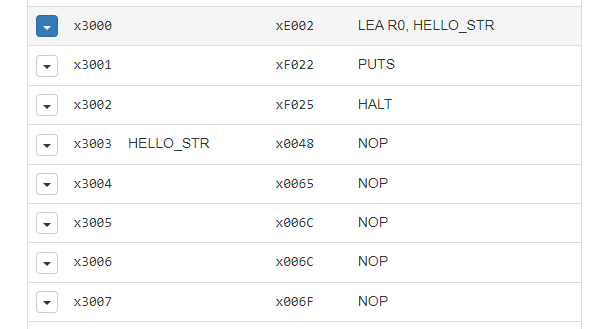 x3000 xE002 LEA R0, HELLO_STR
x3001 xF022 PUTS
x3002 xF025 HALT
x3003 HELLO_STR x0048 NOP
x3004 x0065 NOP
x3005 x006C NOP
x3006 x006C NOP
x3007 x006F NOP